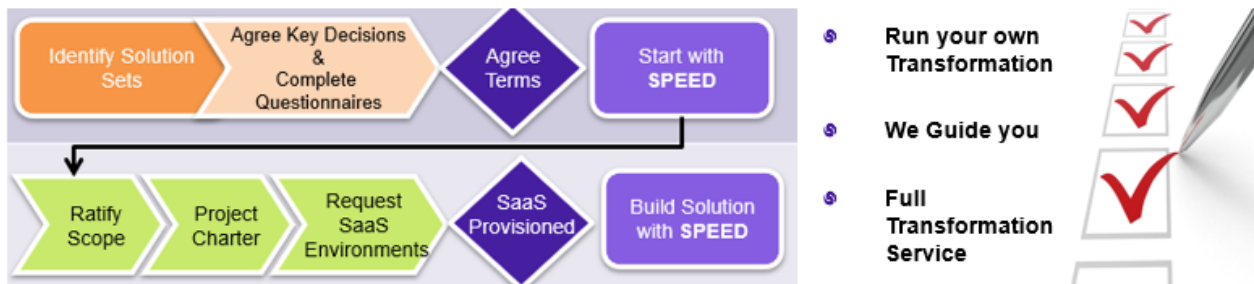 Identify Solution
Sets
Agree Key Decisions
&
Complete
Questionnaires
Agree
Terms
Start with
SPEED
Ratify
Scope
Project
Charter
Request
SaaS
Environments
SaaS
Provisioned
Build Solution
with SPEED
Run your own
Transformation
We Guide you
Full
Transformation
Service